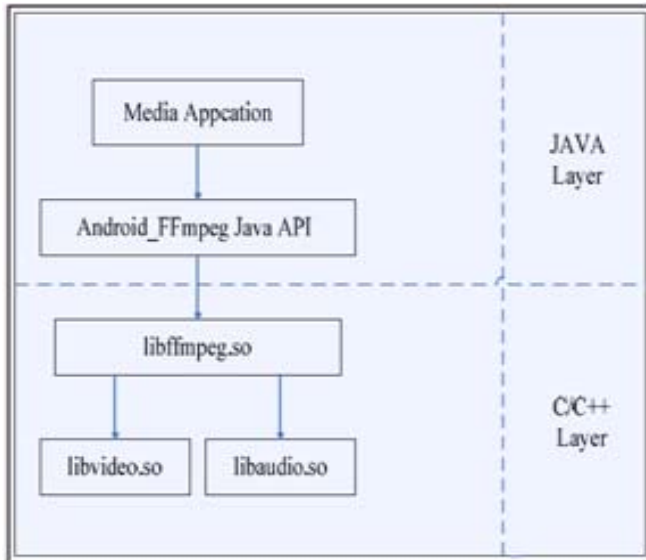 Media Appcation
JAVA
Layer
Android_FFmpeg Java API
libffmpeg.so
C/C++
Layer
libvideo.so
libaudio.so